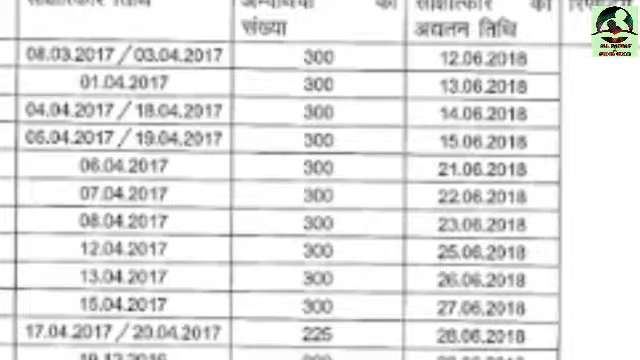 साक्षात्कार तिथि अभ्यर्थियों की साक्षात्कार की
संख्या अद्यतन तिथि
08.03.2017 / 03.04.2017 300 12.06.2018
01.04.2017 300 13.06.2018
04.04.2017 / 18.04.2017 300 14.06.2018
05.04.2017 / 19.04.2017 300 15.06.2018
06.04.2017 300 21.06.2018
07.04.2017 300 22.06.2018
08.04.2017 300 23.06.2018
12.04.2017 300 25.06.2018
13.04.2017 300 26.06.2018
15.04.2017 300 27.06.2018
17.04.2017 / 20.04.2017 225 28.06.2018